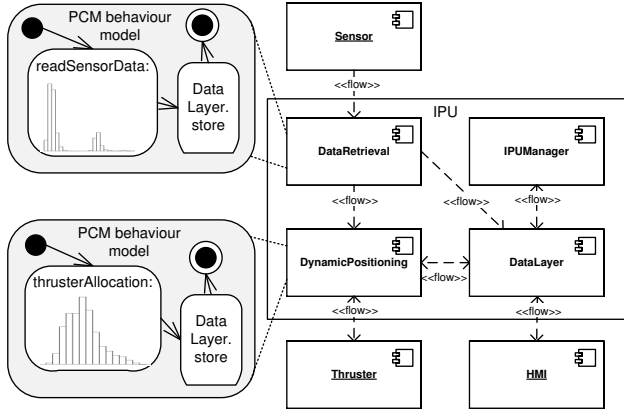 PCM behaviour
model
readSensorData:
Data
Layer.
store
Sensor
<<flow>>
IPU
DataRetrieval
IPUManager
<<flow>>
<<flow>>
<<flow>>
PCM behaviour
model
thrusterAllocation:
Data
Layer.
store
DynamicPositioning
<<flow>>
DataLayer
<<flow>>
<<flow>>
Thruster
HMI